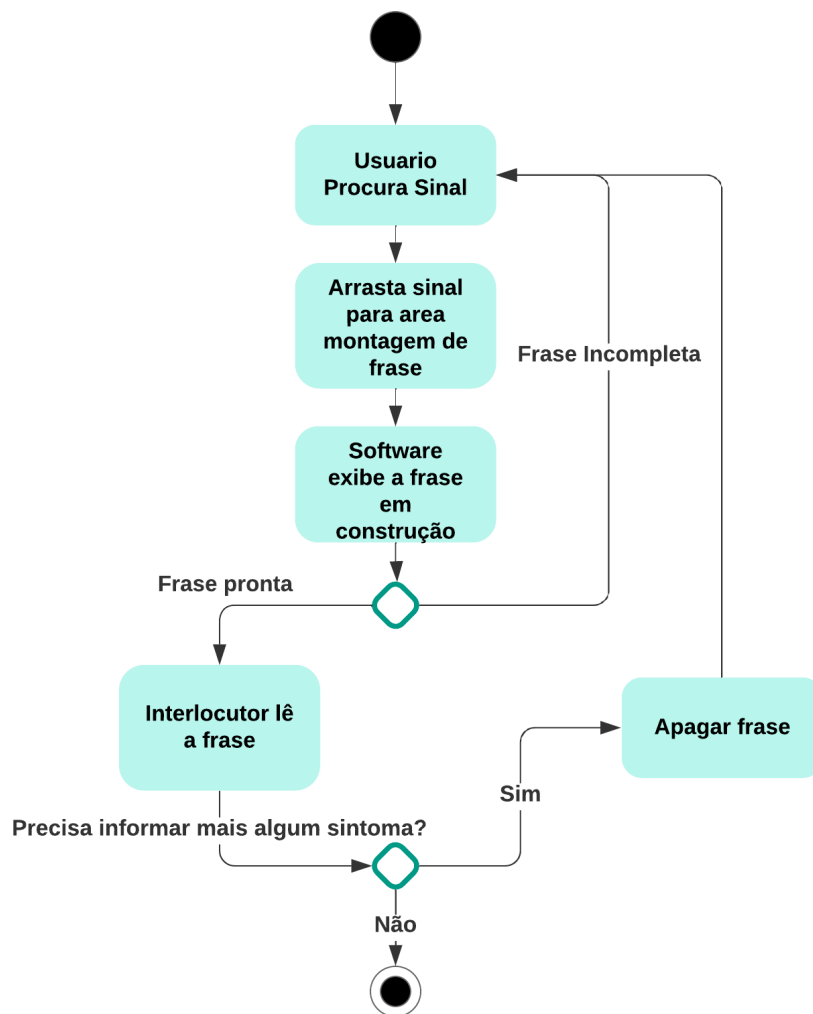 Usuario
Procura Sinal
Arrasta sinal
para area
montagem de
frase
Frase Incompleta
Software
exibe a frase
em
construção
Frase pronta
Interlocutor lê
a frase
Apagar frase
Sim
Precisa informar mais algum sintoma?
Não